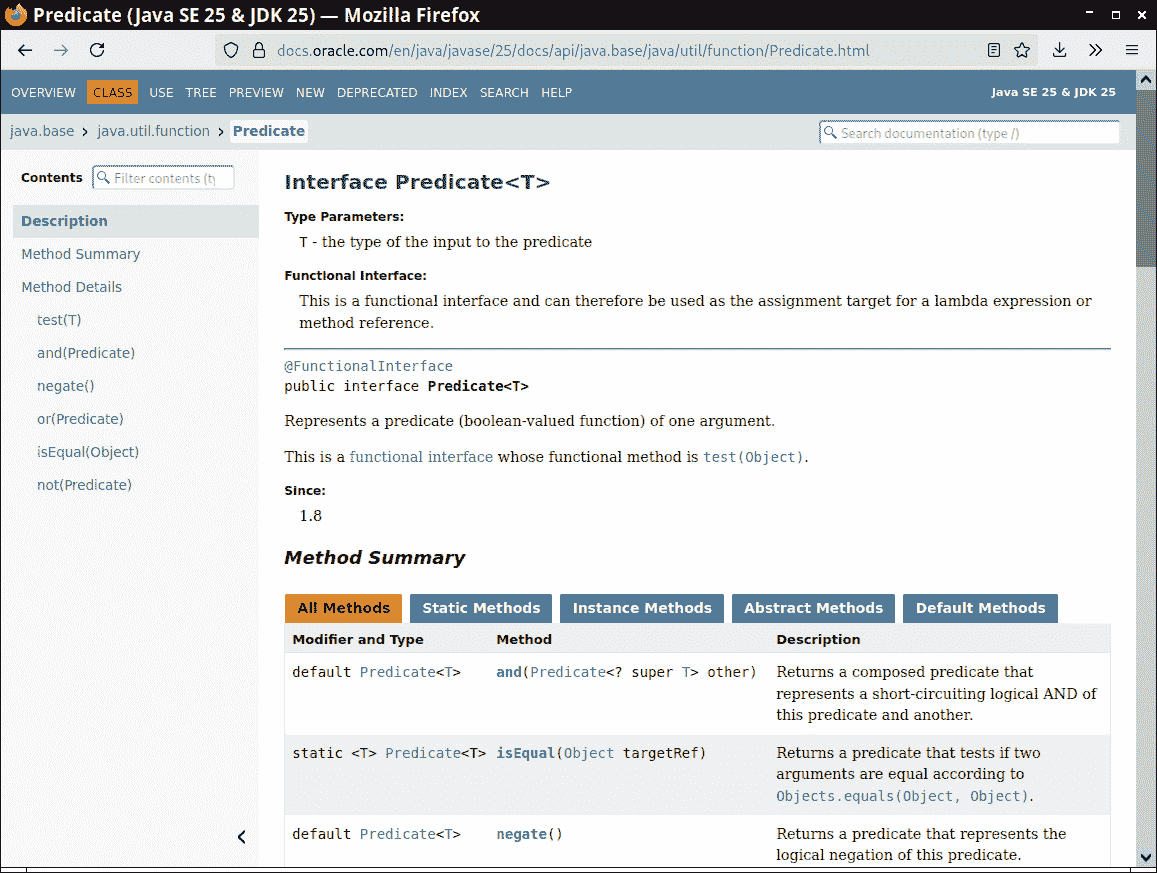 Predicate (Java SE 25 & JDK 25) — Mozilla Firefox
docs.oracle.com/en/java/javase/25/docs/api/java.base/java/util/function/Predicate.html
OVERVIEW CLASS USE TREE PREVIEW NEW DEPRECATED INDEX SEARCH HELP Java SE 25 & JDK 25
java.base > java.util.function > Predicate Search documentation (type /)
Contents Filter contents (ty
Description
Method Summary
Method Details
test(T)
and(Predicate)
negate()
or(Predicate)
isEqual(Object)
not(Predicate)
Interface Predicate<T>
Type Parameters:
T - the type of the input to the predicate
Functional Interface:
This is a functional interface and can therefore be used as the assignment target for a lambda expression or
method reference.
@FunctionalInterface
public interface Predicate<T>
Represents a predicate (boolean-valued function) of one argument.
This is a functional interface whose functional method is test(Object).
Since:
1.8
Method Summary
All Methods Static Methods Instance Methods Abstract Methods Default Methods
Modifier and Type Method Description
default Predicate<T> and(Predicate<? super T> other) Returns a composed predicate that
represents a short-circuiting logical AND of
this predicate and another.
static <T> Predicate<T> isEqual(Object targetRef) Returns a predicate that tests if two
arguments are equal according to
Objects.equals(Object, Object).
default Predicate<T> negate() Returns a predicate that represents the
logical negation of this predicate.